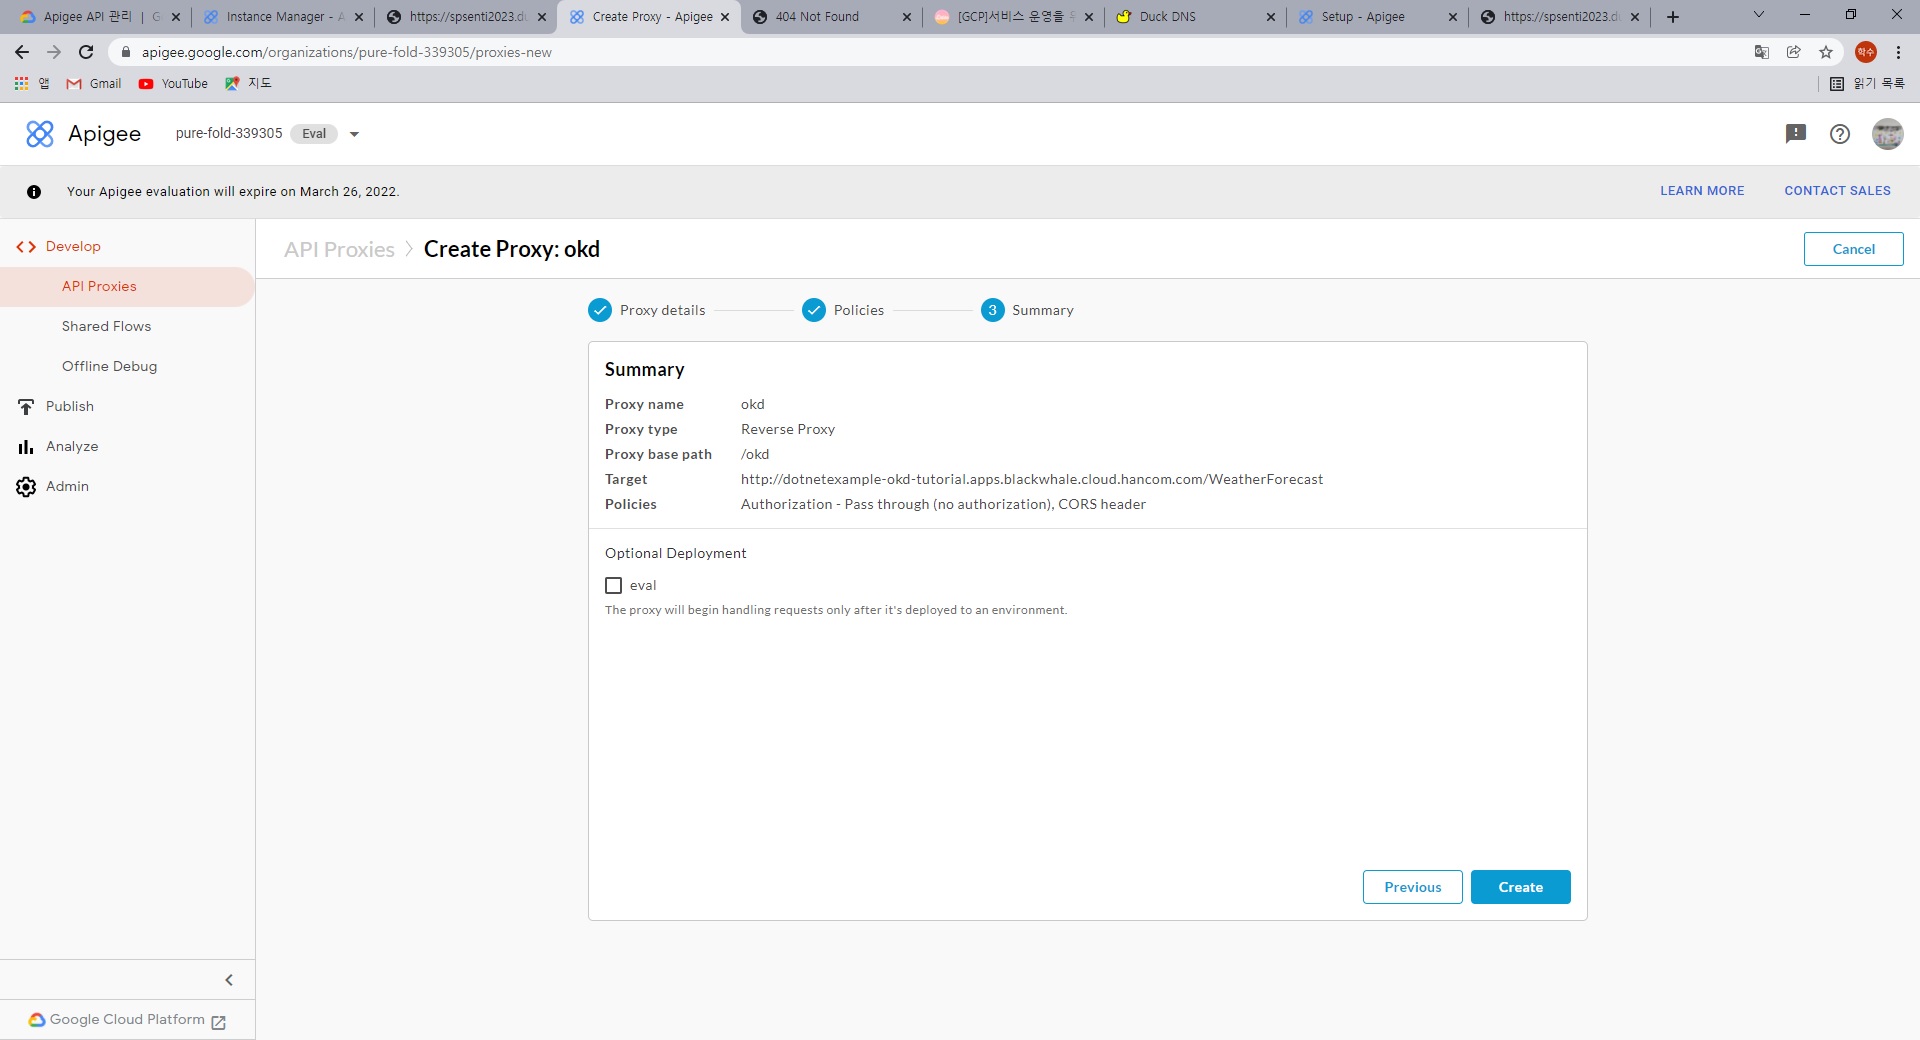 Apigee API 관리 | G
Instance Manager - A
https://spsenti2023.du
Create Proxy - Apigee
404 Not Found
[GCP]서비스 운영을
Duck DNS
Setup - Apigee
https://spsenti2023.du
apigee.google.com/organizations/pure-fold-339305/proxies-new
학수
앱
Gmail
YouTube
지도
읽기 목록
Apigee
pure-fold-339305
Eval
Your Apigee evaluation will expire on March 26, 2022.
LEARN MORE
CONTACT SALES
Develop
API Proxies
Shared Flows
Offline Debug
Publish
Analyze
Admin
Google Cloud Platform
API Proxies > Create Proxy: okd
Cancel
Proxy details
Policies
3 Summary
Summary
Proxy name okd
Proxy type Reverse Proxy
Proxy base path /okd
Target http://dotnetexample-okd-tutorial.apps.blackwhale.cloud.hancom.com/WeatherForecast
Policies Authorization - Pass through (no authorization), CORS header
Optional Deployment
eval
The proxy will begin handling requests only after it's deployed to an environment.
Previous
Create